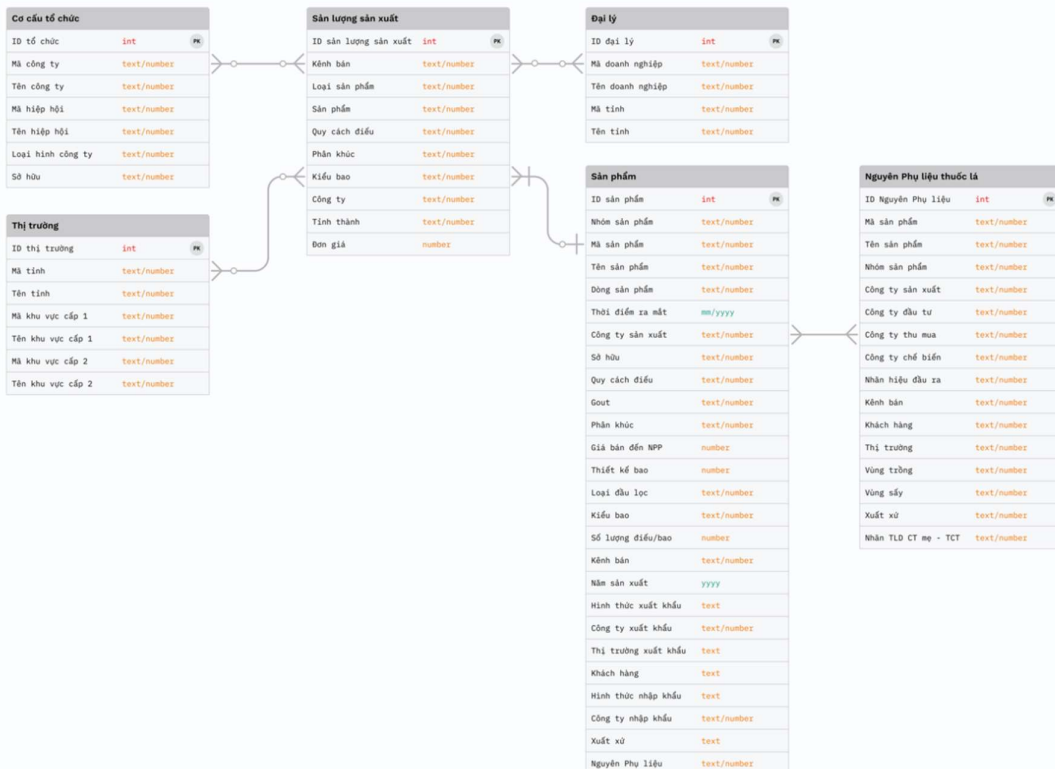 Cơ cấu tổ chức
ID tổ chức int PK
Mã công ty text/number
Tên công ty text/number
Mã hiệp hội text/number
Tên hiệp hội text/number
Loại hình công ty text/number
Sở hữu text/number
Thị trường
ID thị trường int PK
Mã tỉnh text/number
Tên tỉnh text/number
Mã khu vực cấp 1 text/number
Tên khu vực cấp 1 text/number
Mã khu vực cấp 2 text/number
Tên khu vực cấp 2 text/number
Sản lượng sản xuất
ID sản lượng sản xuất int PK
Kênh bán text/number
Loại sản phẩm text/number
Sản phẩm text/number
Quy cách điếu text/number
Phân khúc text/number
Kiểu bao text/number
Công ty text/number
Tỉnh thành text/number
Đơn giá number
Đại lý
ID đại lý int PK
Mã doanh nghiệp text/number
Tên doanh nghiệp text/number
Mã tỉnh text/number
Tên tỉnh text/number
Sản phẩm
ID sản phẩm int PK
Nhóm sản phẩm text/number
Mã sản phẩm text/number
Tên sản phẩm text/number
Dòng sản phẩm text/number
Thời điểm ra mắt mm/yyyy
Công ty sản xuất text/number
Sở hữu text/number
Quy cách điếu text/number
Gout text/number
Phân khúc text/number
Giá bán đến NPP number
Thiết kế bao number
Loại đầu lọc text/number
Kiểu bao text/number
Số lượng điếu/bao number
Kênh bán text/number
Năm sản xuất yyyy
Hình thức xuất khẩu text
Công ty xuất khẩu text/number
Thị trường xuất khẩu text
Khách hàng text
Hình thức nhập khẩu text
Công ty nhập khẩu text/number
Xuất xứ text
Nguyên Phụ liệu text/number
Nguyên Phụ liệu thuốc lá
ID Nguyên Phụ liệu int PK
Mã sản phẩm text/number
Tên sản phẩm text/number
Nhóm sản phẩm text/number
Công ty sản xuất text/number
Công ty đầu tư text/number
Công ty thu mua text/number
Công ty chế biến text/number
Nhãn hiệu đầu ra text/number
Kênh bán text/number
Khách hàng text/number
Thị trường text/number
Vùng trồng text/number
Vùng sấy text/number
Xuất xứ text/number
Nhãn TLĐ CT mẹ - TCT text/number